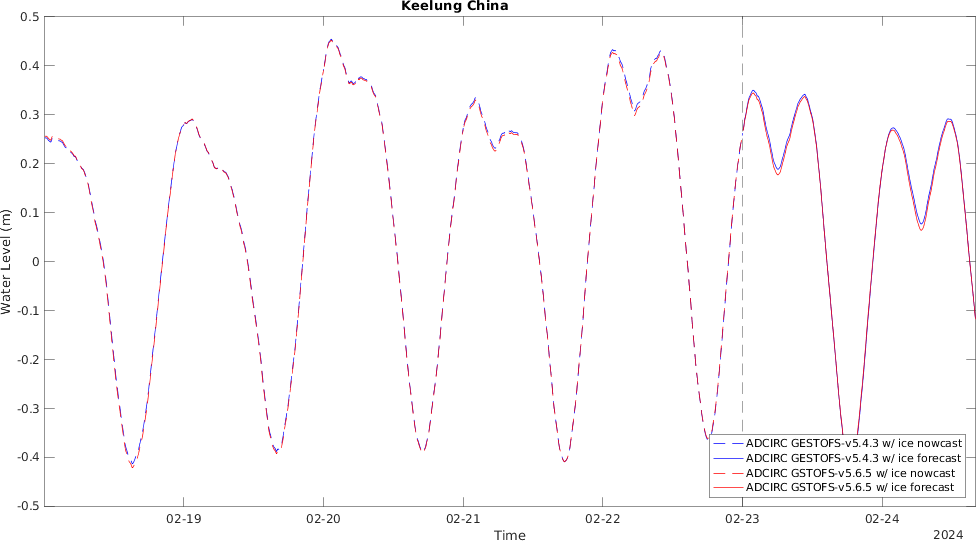 Keelung China
0.5
0.4
0.3
0.2
0.1
0
-0.1
-0.2
-0.3
-0.4
-0.5
Water Level (m)
02-19 02-20 02-21 02-22 02-23 02-24
Time
2024
ADCIRC GESTOFS-v5.4.3 w/ ice nowcast
ADCIRC GESTOFS-v5.4.3 w/ ice forecast
ADCIRC GSTOFS-v5.6.5 w/ ice nowcast
ADCIRC GSTOFS-v5.6.5 w/ ice forecast